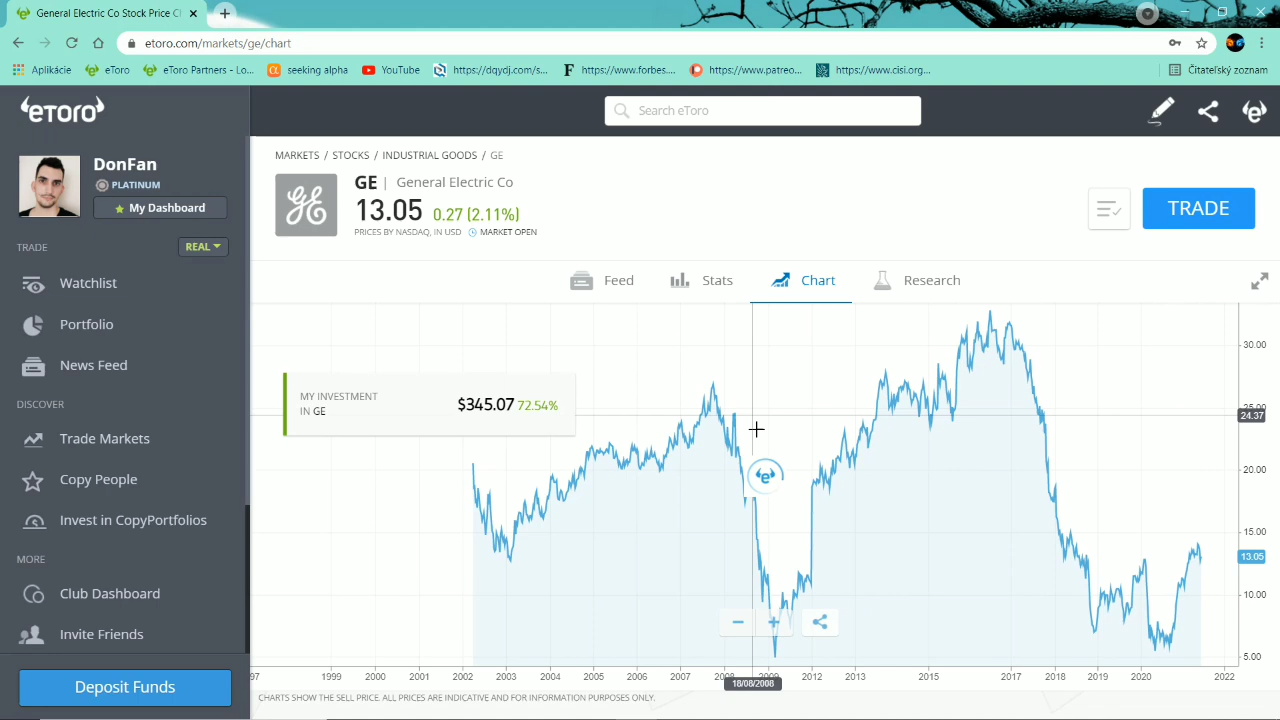 General Electric Co Stock Price C
etoro.com/markets/ge/chart
Aplikácie
eToro
eToro Partners - Lo...
seeking alpha
YouTube
https://dqydj.com/s...
https://www.forbes....
https://www.patreo...
https://www.cisi.org...
Čitateľský zoznam
eTORO
Search eToro
DonFan
PLATINUM
My Dashboard
TRADE
REAL
Watchlist
Portfolio
News Feed
DISCOVER
Trade Markets
Copy People
Invest in CopyPortfolios
MORE
Club Dashboard
Invite Friends
Deposit Funds
MARKETS / STOCKS / INDUSTRIAL GOODS / GE
GE | General Electric Co
13.05 0.27 (2.11%)
PRICES BY NASDAQ, IN USD MARKET OPEN
TRADE
Feed
Stats
Chart
Research
MY INVESTMENT
IN GE
$345.07 72.54%
30.00
25.00
24.37
20.00
15.00
13.05
10.00
5.00
97 1999 2000 2001 2002 2003 2004 2005 2006 2007 2008 2009 2012 2013 2015 2017 2019 2020 2022
18/08/2008
CHARTS SHOW THE SELL PRICE. ALL PRICES ARE INDICATIVE AND FOR INFORMATION PURPOSES ONLY.